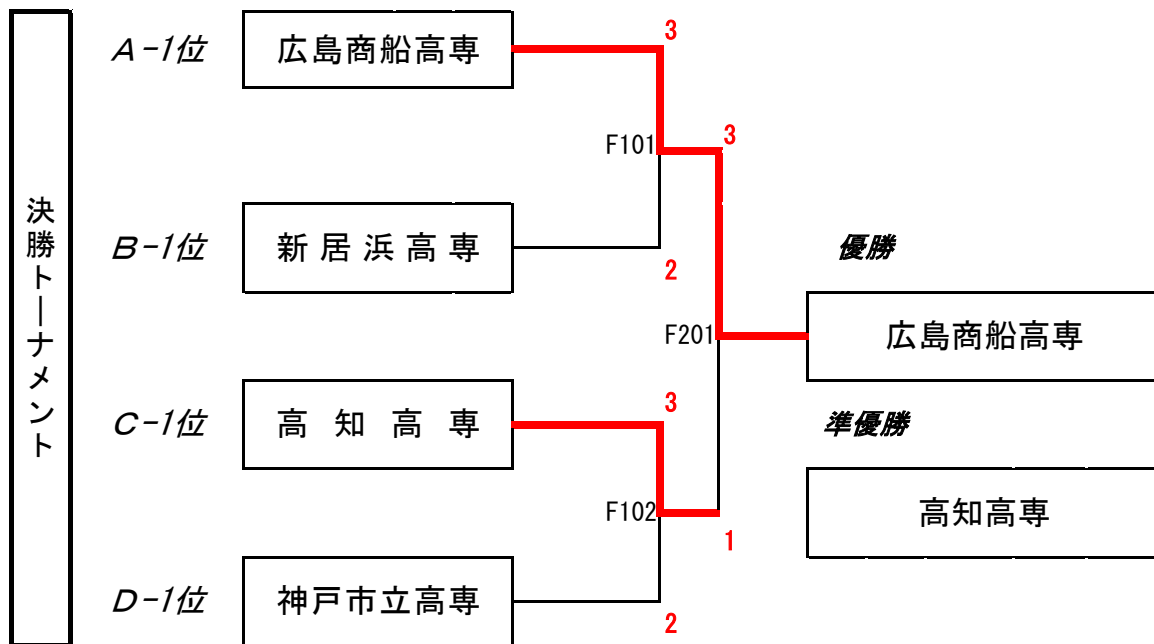 決勝トーナメント
A-1位
広島商船高専
3
F101
3
B-1位
新居浜高専
2
優勝
F201
広島商船高専
C-1位
高知高専
3
準優勝
F102
1
高知高専
D-1位
神戸市立高専
2